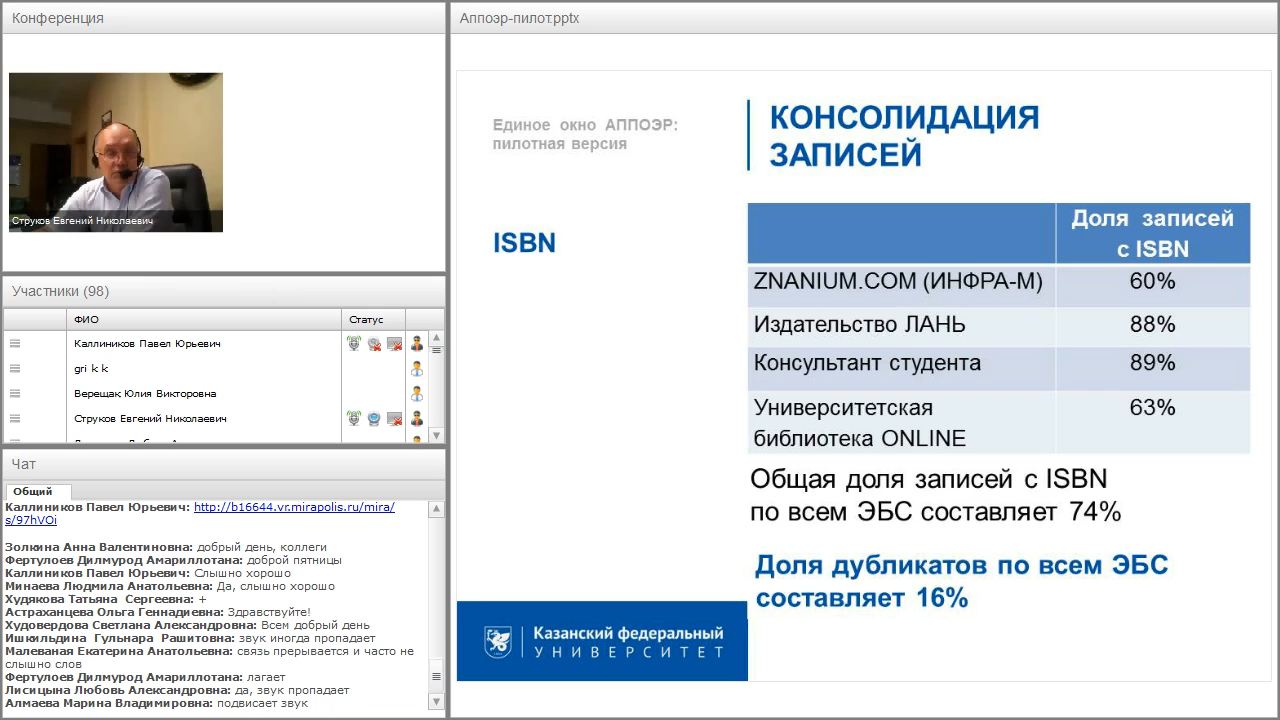 Конференция
Струков Евгений Николаевич
Участники (98)
ФИО
Статус
Каллиников Павел Юрьевич
gri k k
Верещак Юлия Викторовна
Струков Евгений Николаевич
Чат
Общий
Каллиников Павел Юрьевич: http://b16644.vr.mirapolis.ru/mira/
s/97hVOi
Золкина Анна Валентиновна: добрый день, коллеги
Фертулоев Дилмурод Амариллотана: доброй пятницы
Каллиников Павел Юрьевич: Слышно хорошо
Минаева Людмила Анатольевна: Да, слышно хорошо
Худякова Татьяна Сергеевна: +
Астраханцева Ольга Геннадиевна: Здравствуйте!
Худовердова Светлана Александровна: Всем добрый день
Ишкильдина Гульнара Рашитовна: звук иногда пропадает
Малеваная Екатерина Анатольевна: связь прерывается и часто не
слышно слов
Фертулоев Дилмурод Амариллотана: лагает
Лисицына Любовь Александровна: да, звук пропадает
Алмаева Марина Владимировна: подвисает звук
Аппоэр-пилот.pptx
Единое окно АППОЭР:
пилотная версия
КОНСОЛИДАЦИЯ
ЗАПИСЕЙ
ISBN
Доля записей
с ISBN
ZNANIUM.COM (ИНФРА-М) 60%
Издательство ЛАНЬ 88%
Консультант студента 89%
Университетская 63%
библиотека ONLINE
Общая доля записей с ISBN
по всем ЭБС составляет 74%
Доля дубликатов по всем ЭБС
составляет 16%
Казанский федеральный
УНИВЕРСИТЕТ